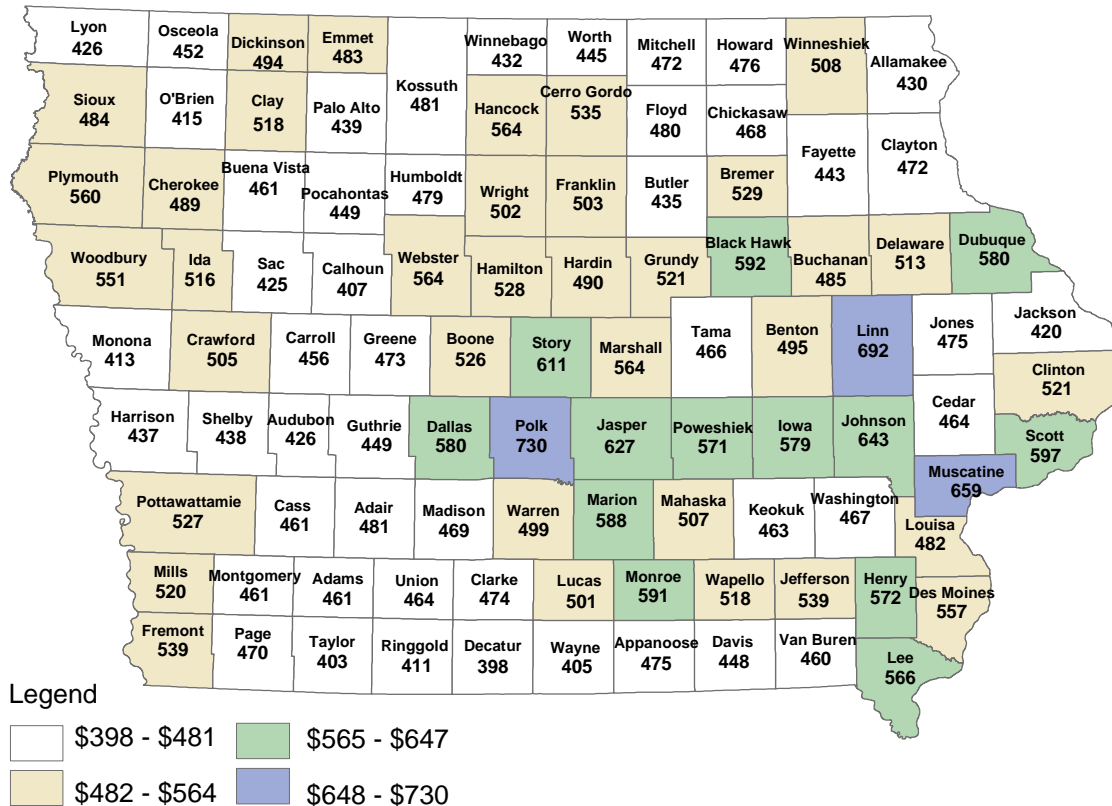 Lyon
426
Osceola
452
Dickinson
494
Emmet
483
Winnebago
432
Worth
445
Mitchell
472
Howard
476
Winneshiek
508
Allamakee
430
Kossuth
481
Sioux
484
O'Brien
415
Clay
518
Palo Alto
439
Hancock
564
Cerro Gordo
535
Floyd
480
Chickasaw
468
Fayette
443
Clayton
472
Plymouth
560
Cherokee
489
Buena Vista
461
Pocahontas
449
Humboldt
479
Wright
502
Franklin
503
Butler
435
Bremer
529
Woodbury
551
Ida
516
Sac
425
Calhoun
407
Webster
564
Hamilton
528
Hardin
490
Grundy
521
Black Hawk
592
Buchanan
485
Delaware
513
Dubuque
580
Monona
413
Crawford
505
Carroll
456
Greene
473
Boone
526
Story
611
Marshall
564
Tama
466
Benton
495
Linn
692
Jones
475
Jackson
420
Clinton
521
Cedar
464
Harrison
437
Shelby
438
Audubon
426
Guthrie
449
Dallas
580
Polk
730
Jasper
627
Poweshiek
571
Iowa
579
Johnson
643
Scott
597
Muscatine
659
Pottawattamie
527
Cass
461
Adair
481
Madison
469
Warren
499
Marion
588
Mahaska
507
Keokuk
463
Washington
467
Louisa
482
Mills
520
Montgomery
461
Adams
461
Union
464
Clarke
474
Lucas
501
Monroe
591
Wapello
518
Jefferson
539
Henry
572
Des Moines
557
Fremont
539
Page
470
Taylor
403
Ringgold
411
Decatur
398
Wayne
405
Appanoose
475
Davis
448
Van Buren
460
Lee
566
Legend
$398 - $481
$565 - $647
$482 - $564
$648 - $730